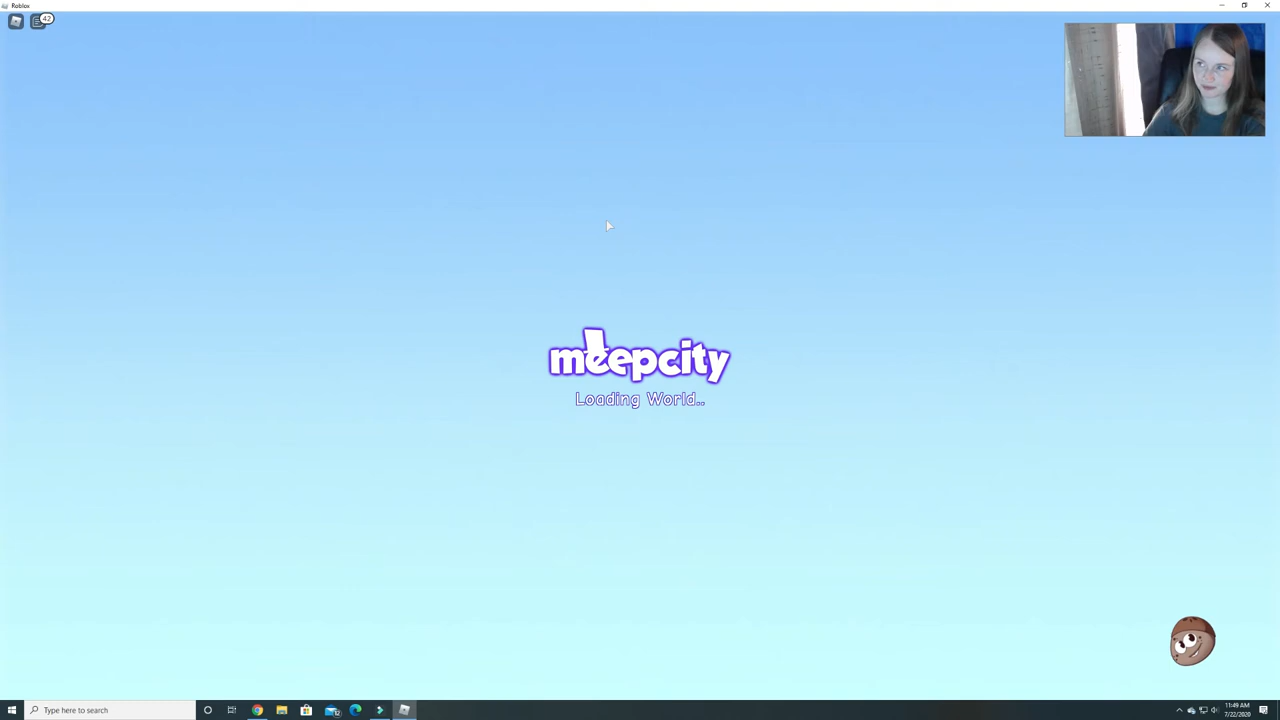 Roblox
42
meepcity
Loading World..
Type here to search
11:49 AM
7/22/2020